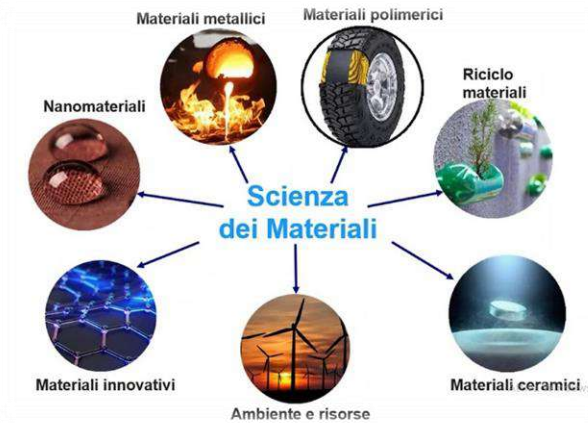 Materiali metallici
Materiali polimerici
Riciclo
materiali
Nanomateriali
Scienza
dei Materiali
Materiali innovativi
Materiali ceramici
Ambiente e risorse